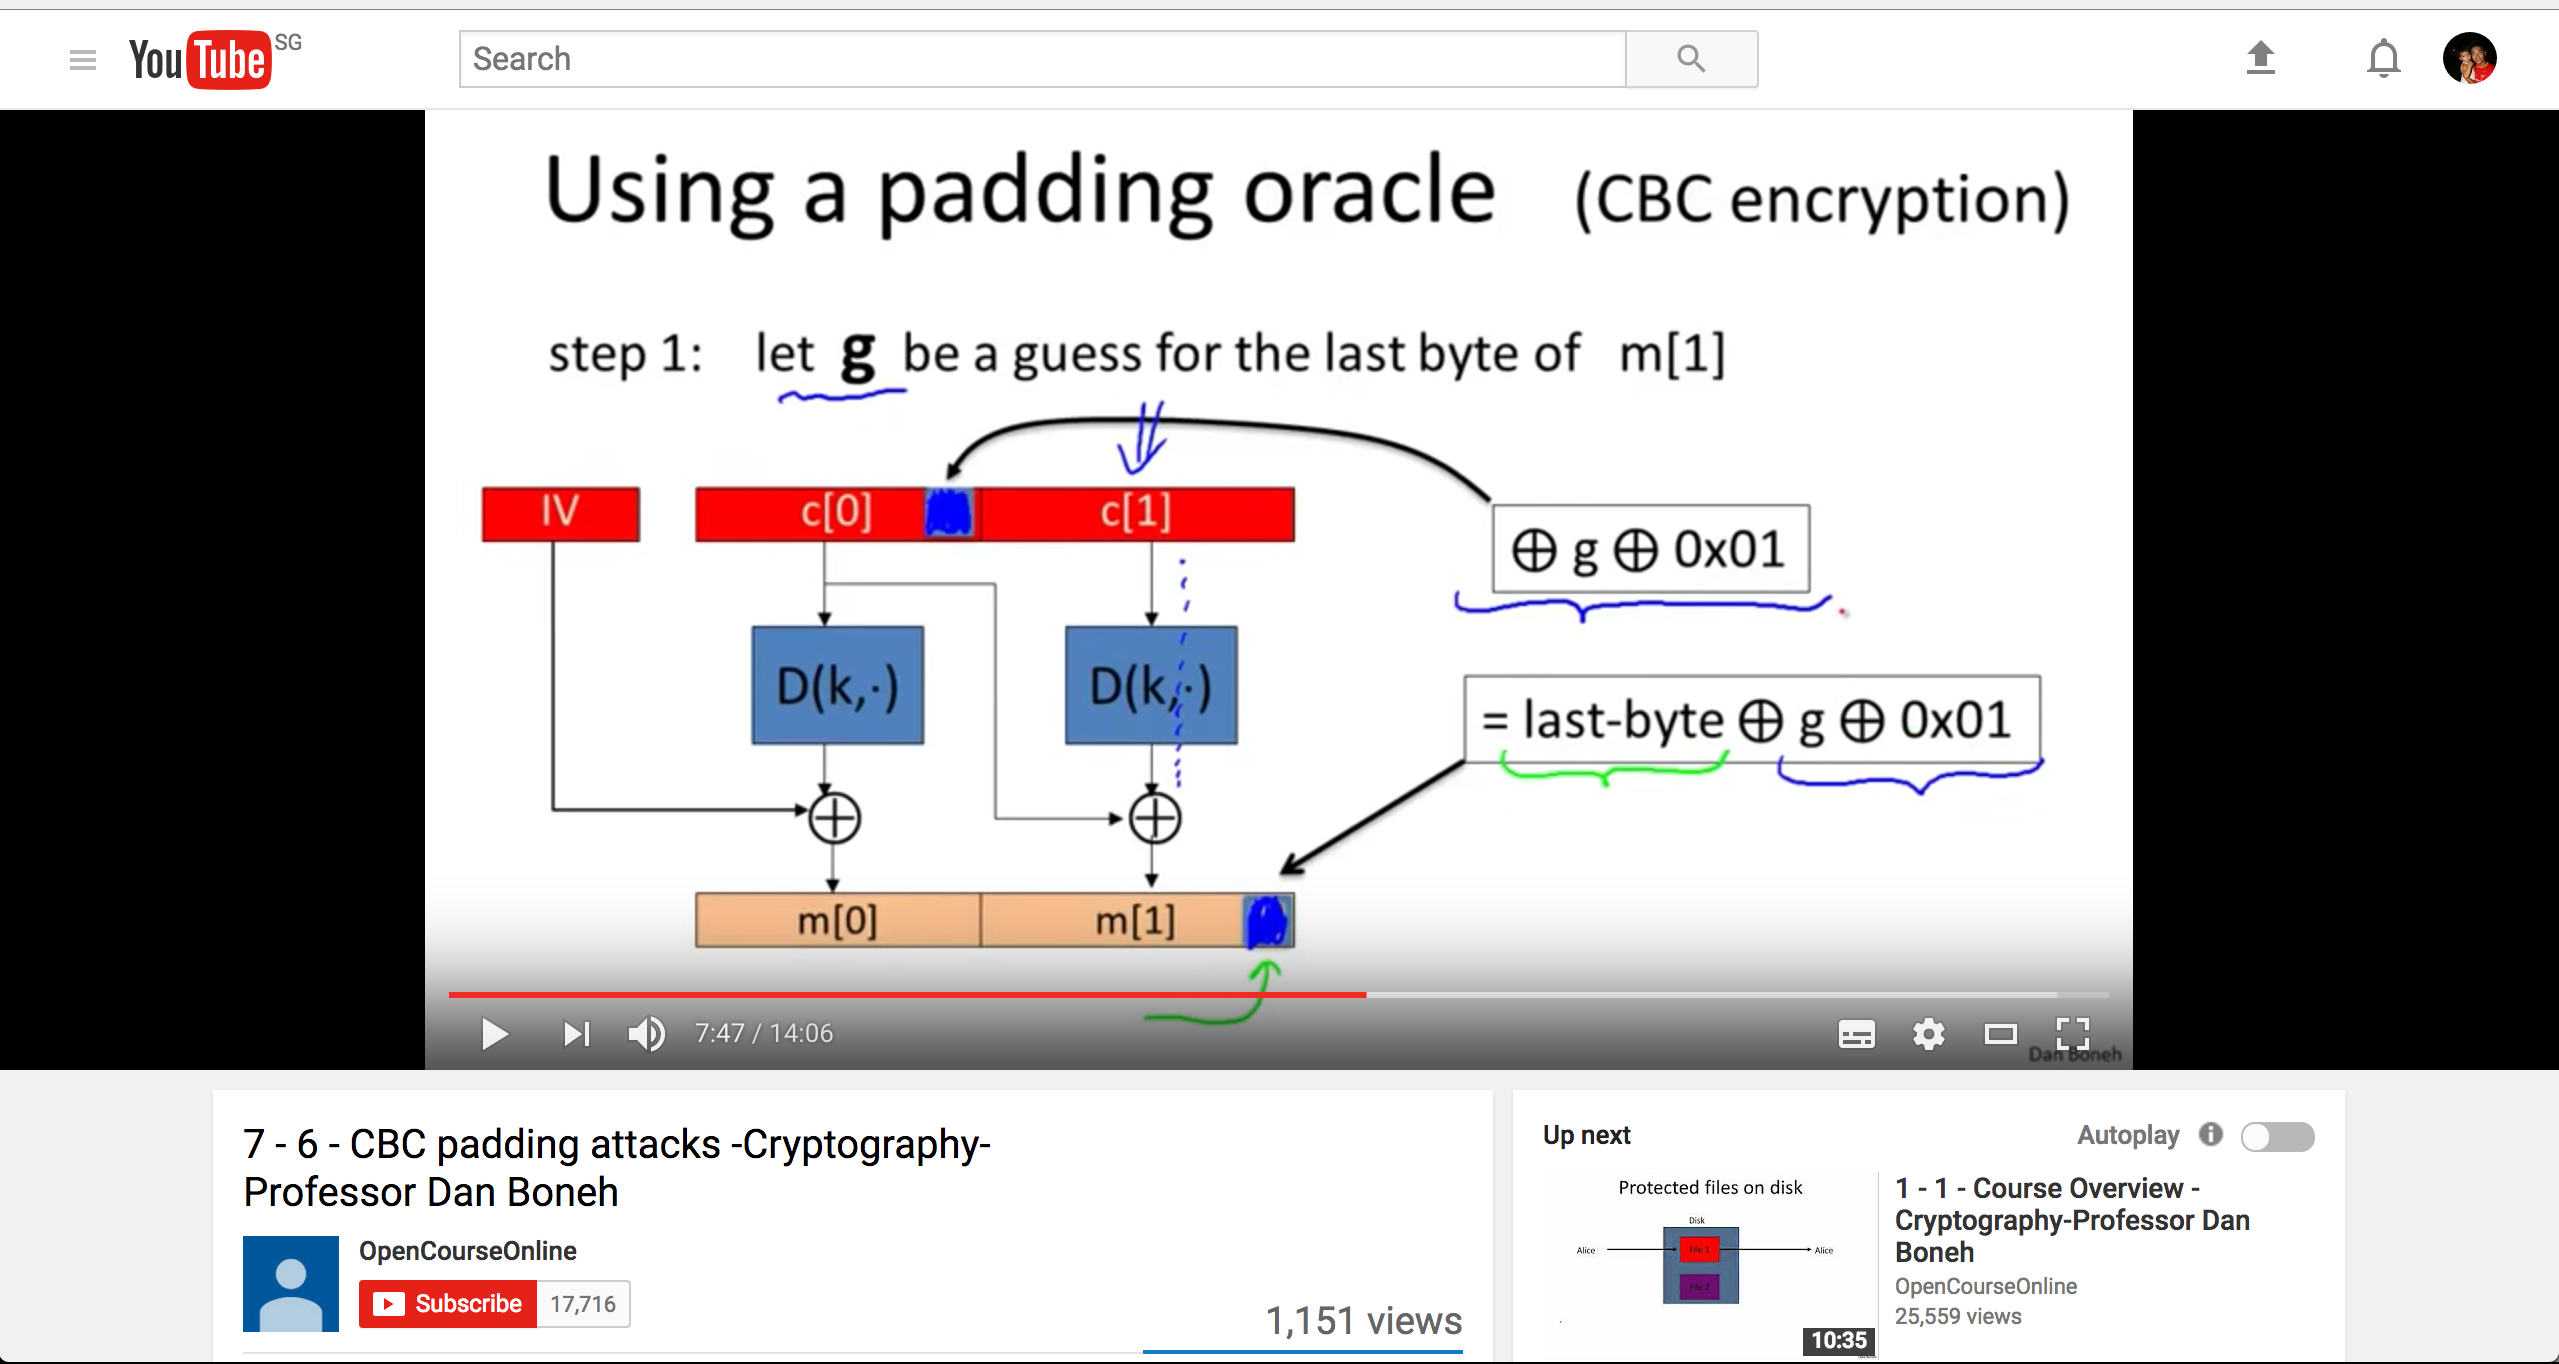 YouTube SG
Search
Using a padding oracle (CBC encryption)
step 1: let g be a guess for the last byte of m[1]
IV c[0] c[1]
⊕ g ⊕ 0x01
D(k,·) D(k,·)
= last-byte ⊕ g ⊕ 0x01
m[0] m[1]
7:47 / 14:06
Dan Boneh
7 - 6 - CBC padding attacks -Cryptography-
Professor Dan Boneh
OpenCourseOnline
Subscribe 17,716
1,151 views
Up next Autoplay
Protected files on disk
Disk
Alice File 1 Alice
File 2
10:35
1 - 1 - Course Overview -
Cryptography-Professor Dan
Boneh
OpenCourseOnline
25,559 views